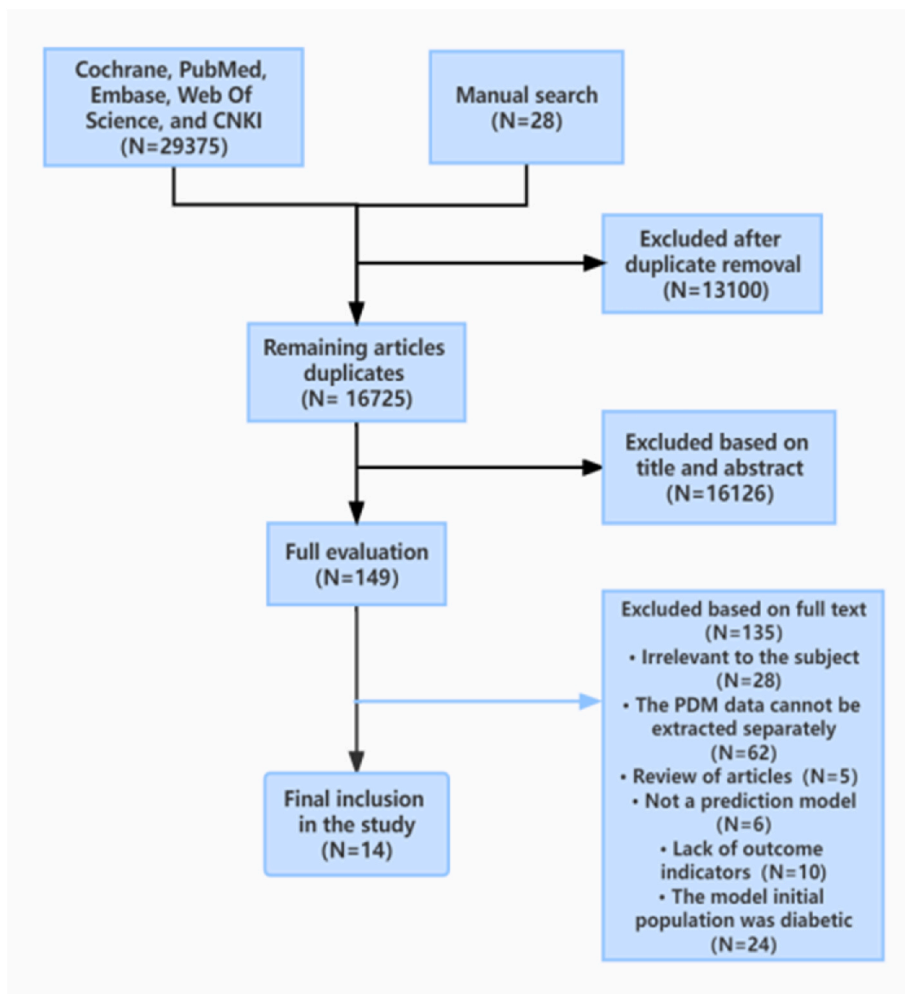 Cochrane, PubMed,
Embase, Web Of
Science, and CNKI
(N=29375)
Manual search
(N=28)
Excluded after
duplicate removal
(N=13100)
Remaining articles
duplicates
(N= 16725)
Excluded based on
title and abstract
(N=16126)
Full evaluation
(N=149)
Excluded based on full text
(N=135)
• Irrelevant to the subject
(N=28)
• The PDM data cannot be
extracted separately
(N=62)
• Review of articles (N=5)
• Not a prediction model
(N=6)
• Lack of outcome
indicators (N=10)
• The model initial
population was diabetic
(N=24)
Final inclusion
in the study
(N=14)